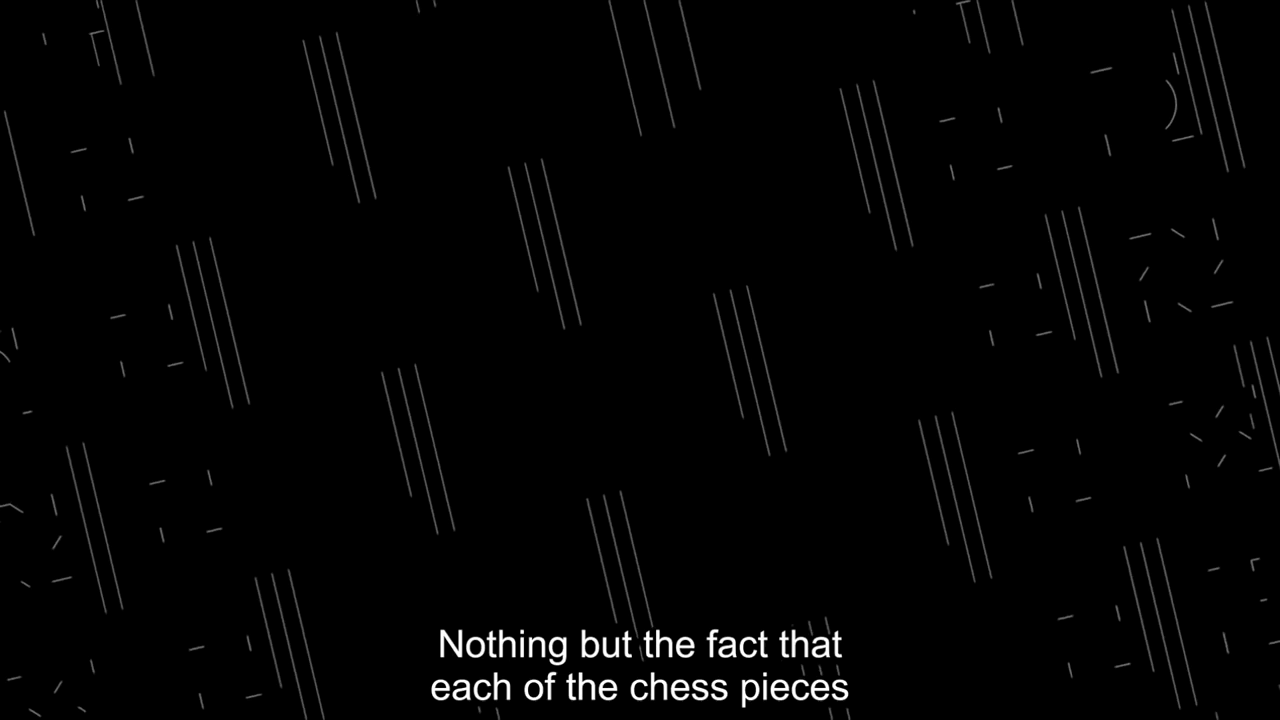 Nothing but the fact that
each of the chess pieces